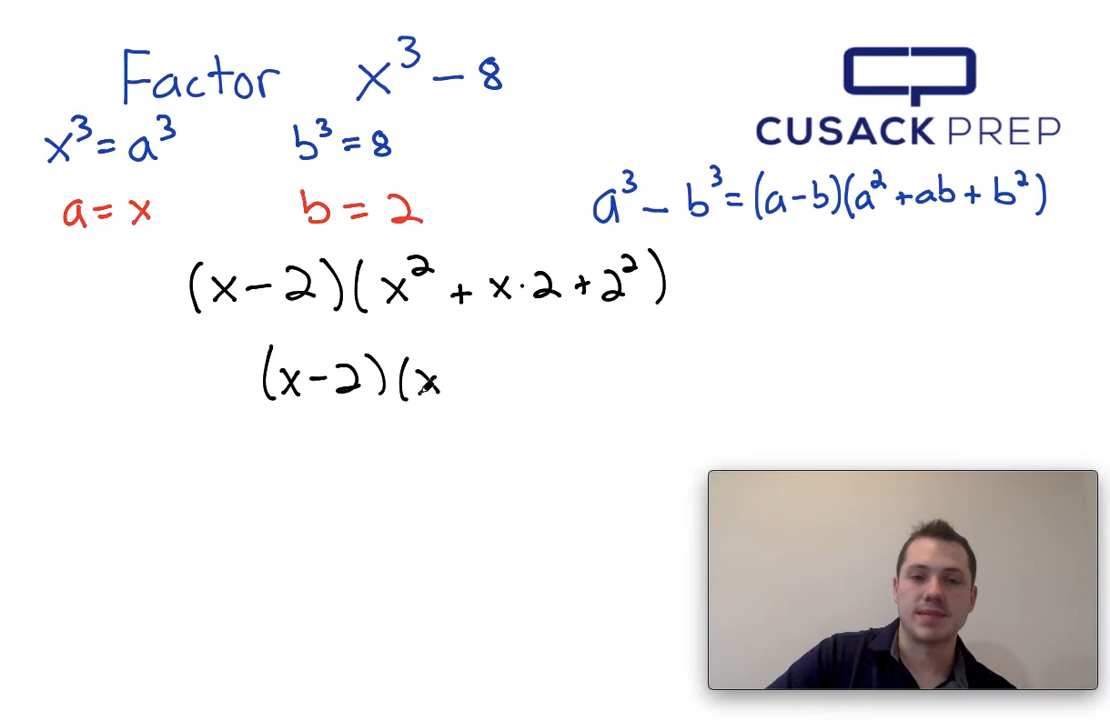 Factor x³ - 8
CUSACK PREP
x³ = a³ b³ = 8
a³ - b³ = (a-b)(a² + ab + b²)
a = x b = 2
(x - 2)(x² + x · 2 + 2²)
(x - 2)(x